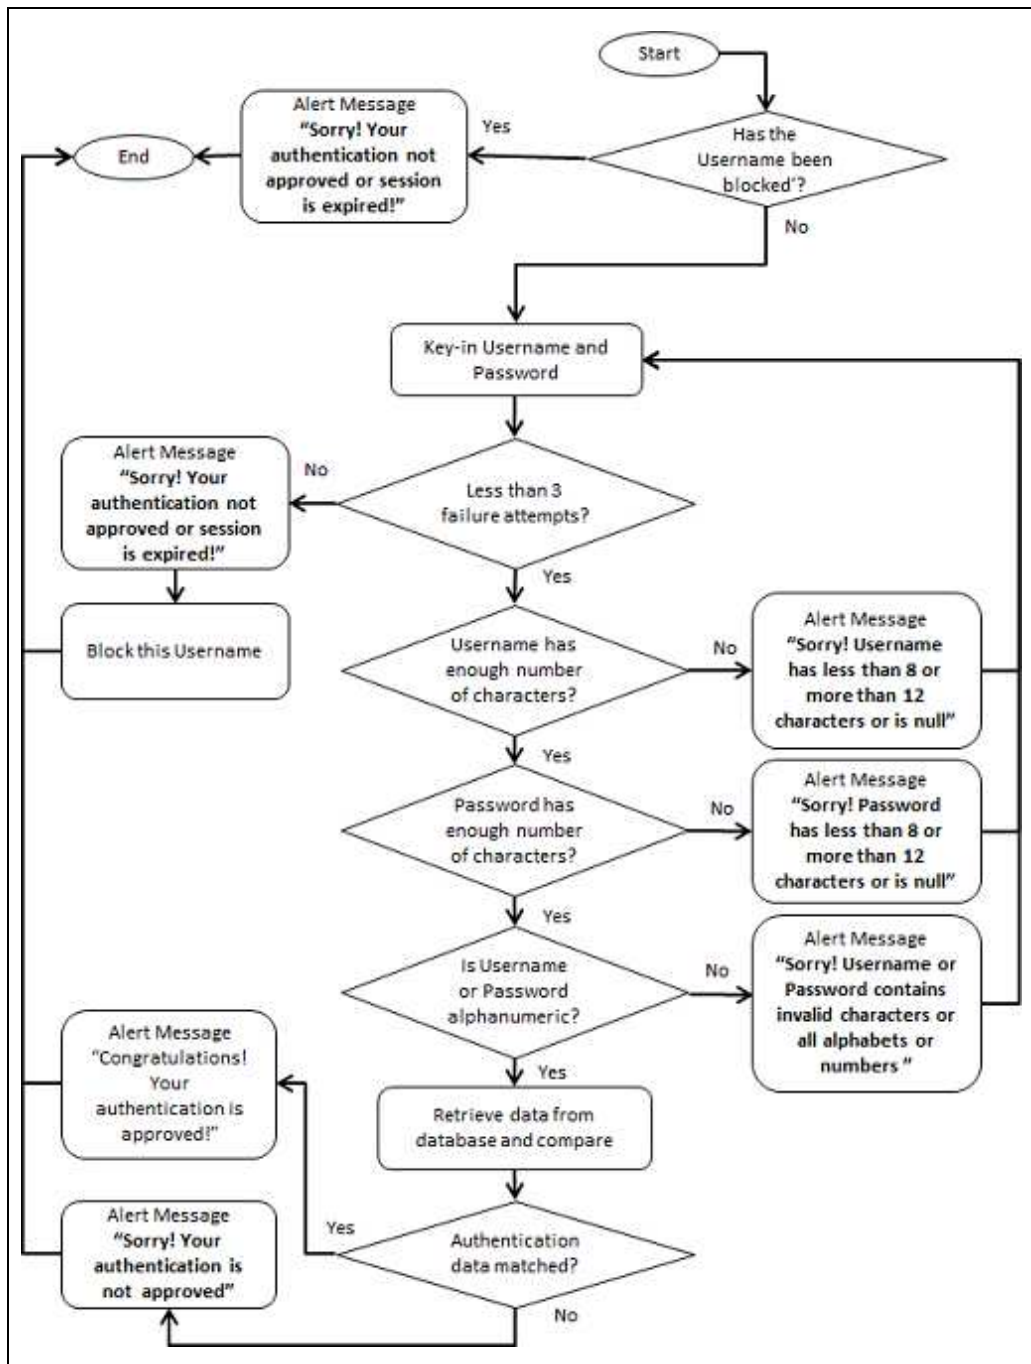 Start
Has the
Username been
blocked'?
Yes
Alert Message
“Sorry! Your
authentication not
approved or session
is expired!”
End
No
Key-in Username and
Password
Less than 3
failure attempts?
No
Alert Message
“Sorry! Your
authentication not
approved or session
is expired!”
Block this Username
Yes
Username has
enough number
of characters?
No
Alert Message
“Sorry! Username
has less than 8 or
more than 12
characters or is null”
Yes
Password has
enough number
of characters?
No
Alert Message
“Sorry! Password
has less than 8 or
more than 12
characters or is null”
Yes
Is Username
or Password
alphanumeric?
No
Alert Message
“Sorry! Username or
Password contains
invalid characters or
all alphabets or
numbers ”
Yes
Retrieve data from
database and compare
Authentication
data matched?
Yes
Alert Message
“Congratulations!
Your
authentication is
approved!”
No
Alert Message
“Sorry! Your
authentication is
not approved”